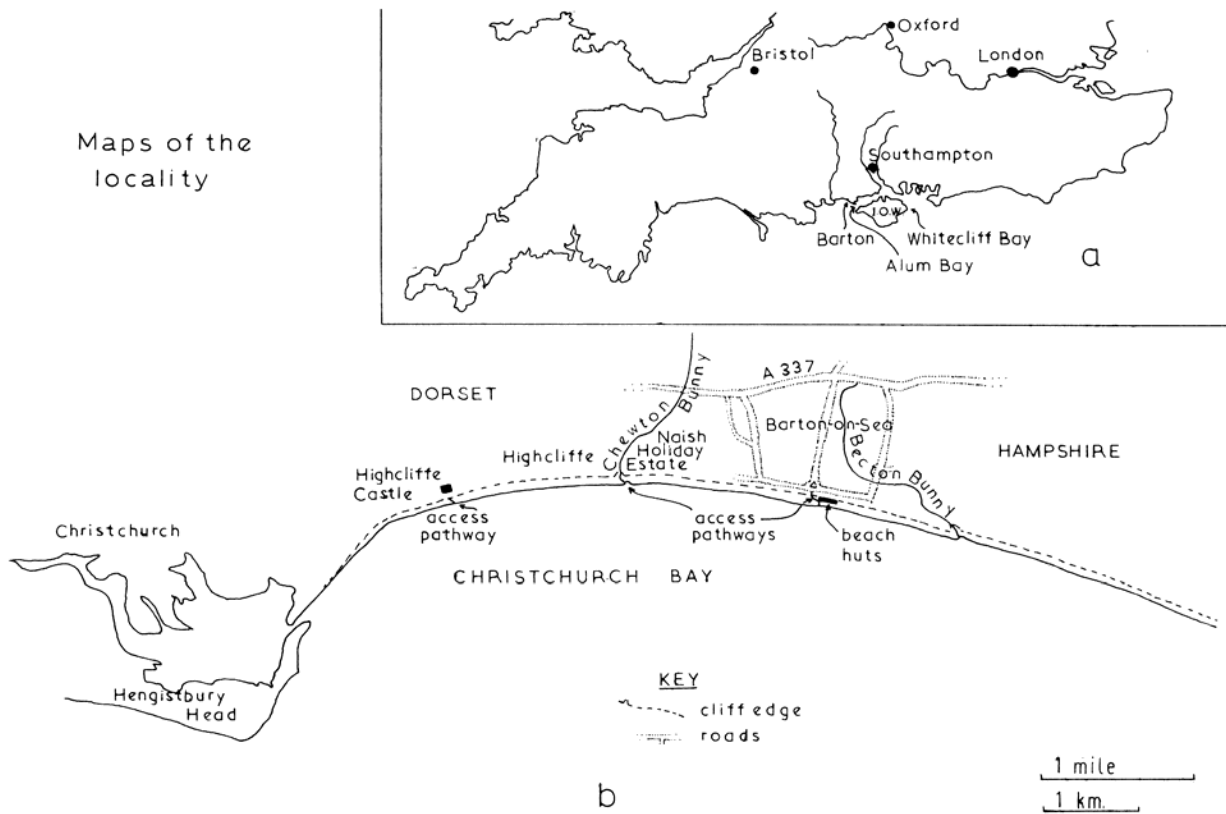 Maps of the
locality
Oxford
Bristol
London
Southampton
I.O.W
Barton
Whitecliff Bay
Alum Bay
a
A 337
DORSET
Chewton Bunny
Naish
Holiday
Estate
Barton-on-Sea
Becton Bunny
HAMPSHIRE
Highcliffe
Highcliffe
Castle
access
pathway
access
pathways
beach
huts
Christchurch
CHRISTCHURCH BAY
Hengistbury
Head
KEY
cliff edge
roads
1 mile
1 km.
b